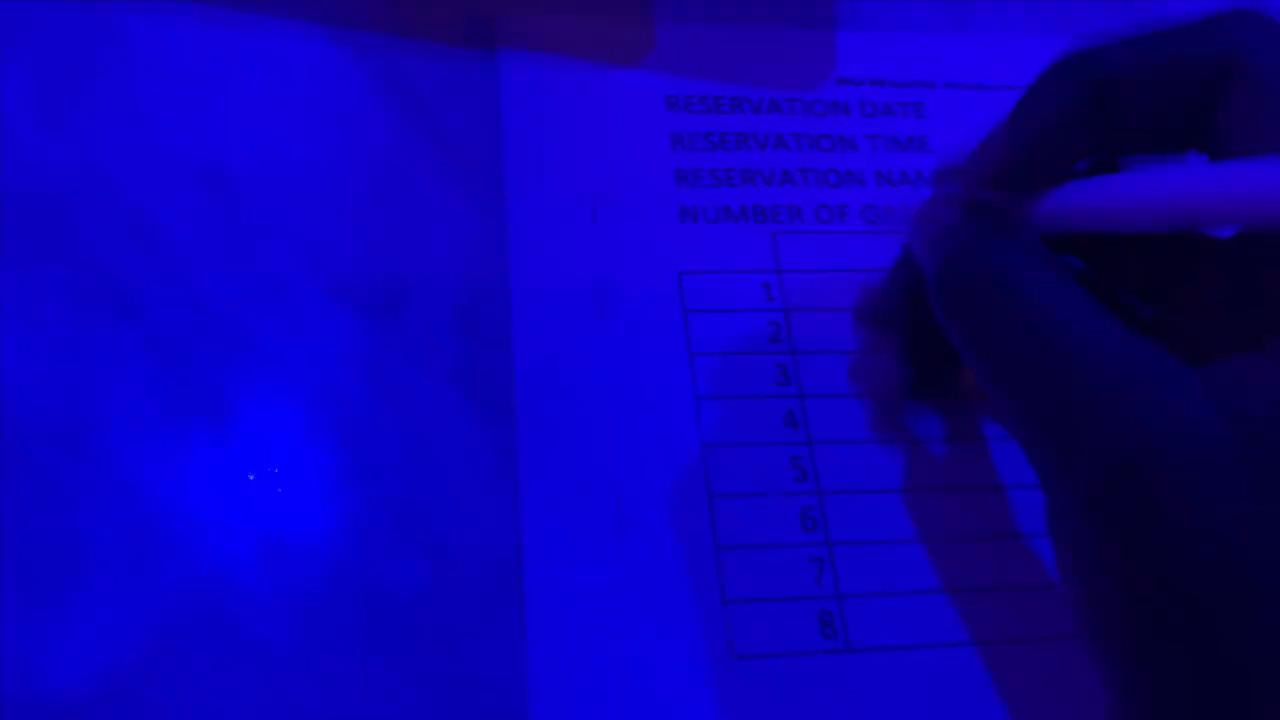 RESERVATION DATE
RESERVATION TIME
RESERVATION
NUMBER OF
1
2
3
4
5
6
7
8